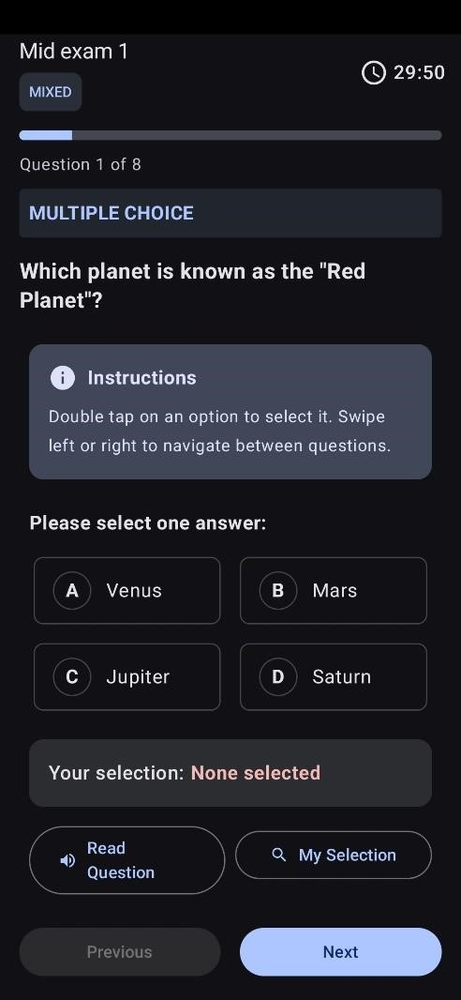 Mid exam 1
29:50
MIXED
Question 1 of 8
MULTIPLE CHOICE
Which planet is known as the "Red
Planet"?
Instructions
Double tap on an option to select it. Swipe
left or right to navigate between questions.
Please select one answer:
A Venus
B Mars
C Jupiter
D Saturn
Your selection: None selected
Read
Question
My Selection
Previous
Next